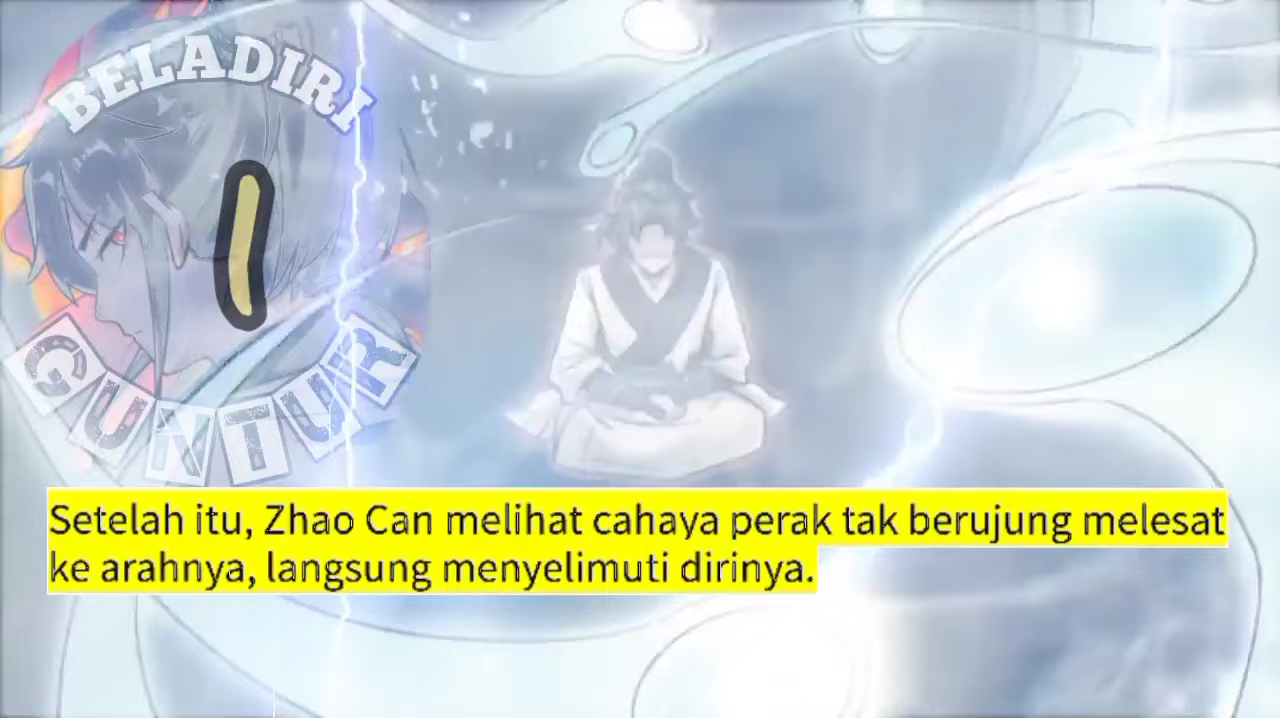 BELADIRI
GUNTUR
Setelah itu, Zhao Can melihat cahaya perak tak berujung melesat
ke arahnya, langsung menyelimuti dirinya.